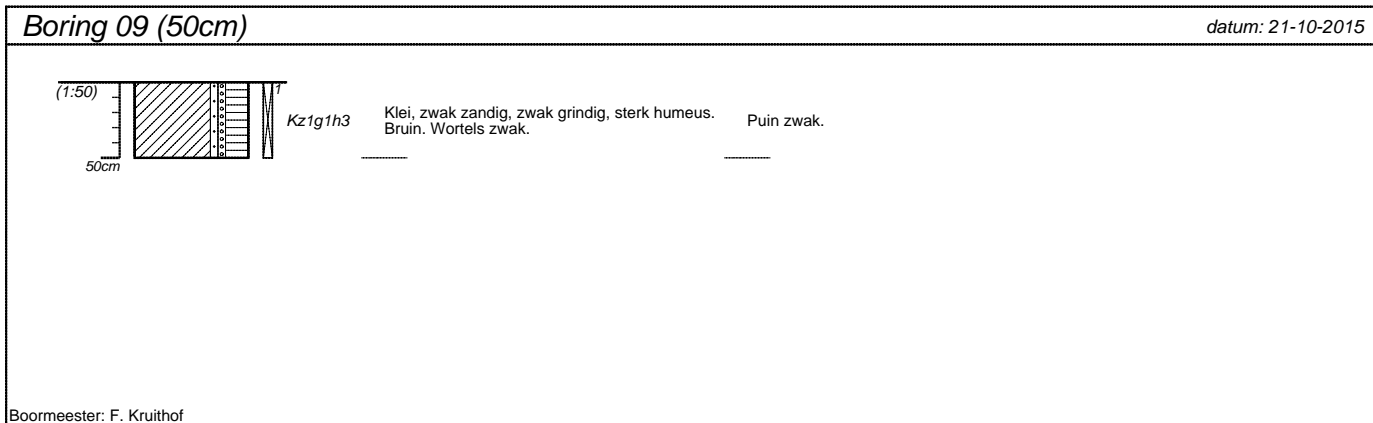 Boring 09 (50cm)
datum: 21-10-2015
(1:50)
1
Kz1g1h3
Klei, zwak zandig, zwak grindig, sterk humeus.
Bruin. Wortels zwak.
Puin zwak.
50cm
Boormeester: F. Kruithof